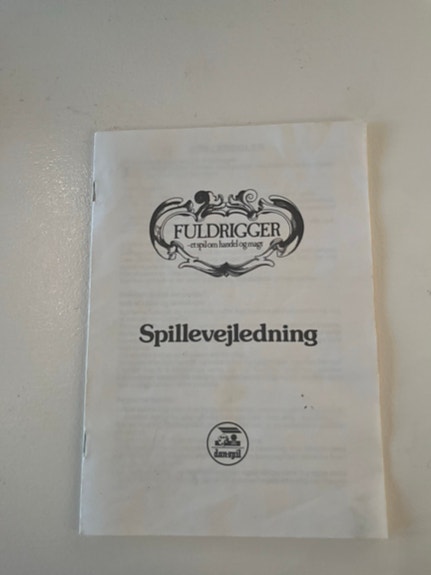 FULDRIGGER
-et spil om handel og magt
Spillevejledning
danspil